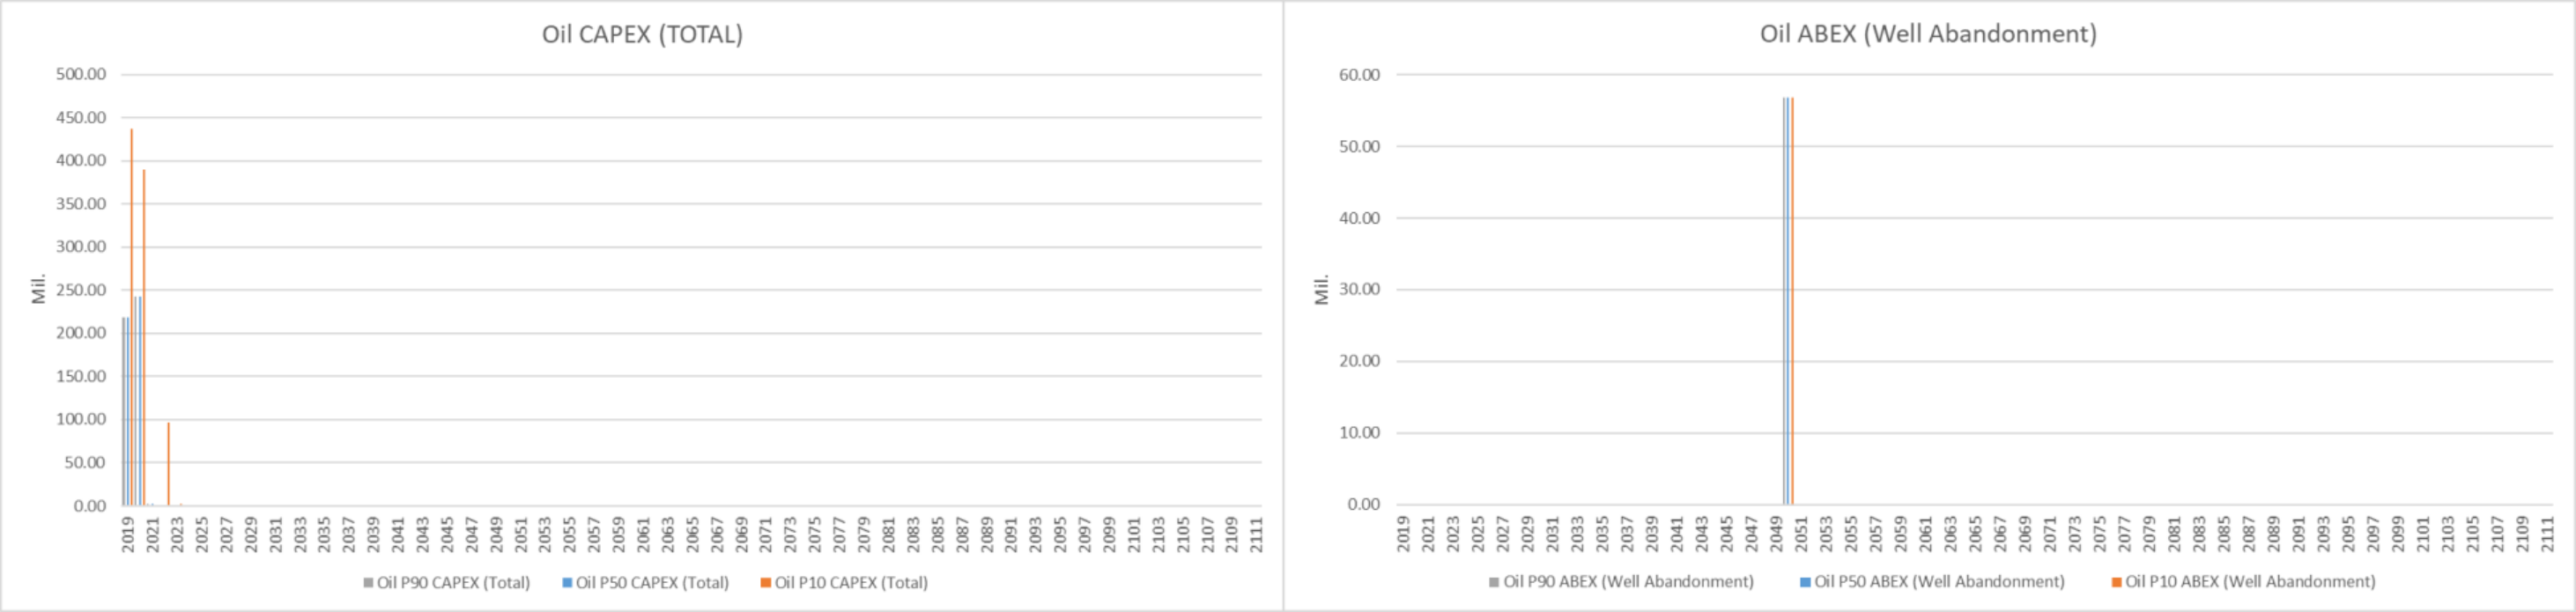 Oil CAPEX (TOTAL)
500.00
450.00
400.00
350.00
300.00
250.00
200.00
150.00
100.00
50.00
0.00
Mil.
2019 2021 2023 2025 2027 2029 2031 2033 2035 2037 2039 2041 2043 2045 2047 2049 2051 2053 2055 2057 2059 2061 2063 2065 2067 2069 2071 2073 2075 2077 2079 2081 2083 2085 2087 2089 2091 2093 2095 2097 2099 2101 2103 2105 2107 2109 2111
Oil P90 CAPEX (Total) Oil P50 CAPEX (Total) Oil P10 CAPEX (Total)
Oil ABEX (Well Abandonment)
60.00
50.00
40.00
30.00
20.00
10.00
0.00
Mil.
2019 2021 2023 2025 2027 2029 2031 2033 2035 2037 2039 2041 2043 2045 2047 2049 2051 2053 2055 2057 2059 2061 2063 2065 2067 2069 2071 2073 2075 2077 2079 2081 2083 2085 2087 2089 2091 2093 2095 2097 2099 2101 2103 2105 2107 2109 2111
Oil P90 ABEX (Well Abandonment) Oil P50 ABEX (Well Abandonment) Oil P10 ABEX (Well Abandonment)